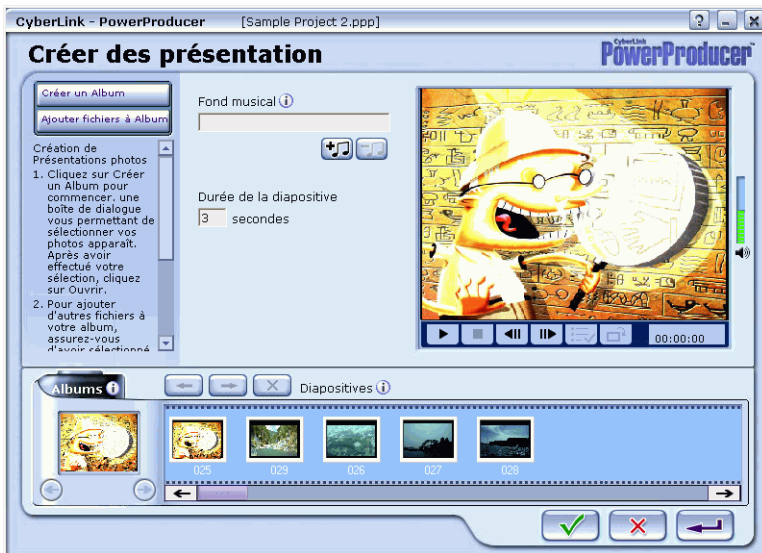 CyberLink - PowerProducer [Sample Project 2.ppp]
Créer des présentation
CyberLink
PowerProducer
Créer un Album
Ajouter fichiers à Album
Création de
Présentations photos
1. Cliquez sur Créer
un Album pour
commencer. une
boîte de dialogue
vous permettant de
sélectionner vos
photos apparaît.
Après avoir
effectué votre
sélection, cliquez
sur Ouvrir.
2. Pour ajouter
d'autres fichiers à
votre album,
assurez-vous
d'avoir sélectionné
Fond musical
Durée de la diapositive
3 secondes
00:00:00
Albums
Diapositives
025 029 026 027 028